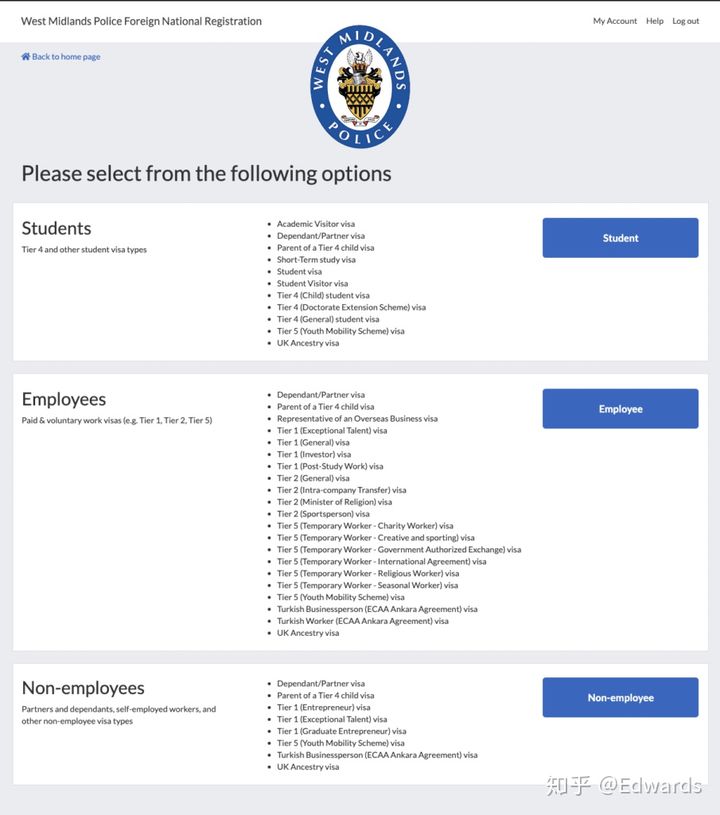 West Midlands Police Foreign National Registration
My Account Help Log out
Back to home page
WEST MIDLANDS
POLICE
Please select from the following options
Students
Tier 4 and other student visa types
Academic Visitor visa
Dependant/Partner visa
Parent of a Tier 4 child visa
Short-Term study visa
Student visa
Student Visitor visa
Tier 4 (Child) student visa
Tier 4 (Doctorate Extension Scheme) visa
Tier 4 (General) student visa
Tier 5 (Youth Mobility Scheme) visa
UK Ancestry visa
Student
Employees
Paid & voluntary work visas (e.g. Tier 1, Tier 2, Tier 5)
Dependant/Partner visa
Parent of a Tier 4 child visa
Representative of an Overseas Business visa
Tier 1 (Exceptional Talent) visa
Tier 1 (General) visa
Tier 1 (Investor) visa
Tier 1 (Post-Study Work) visa
Tier 2 (General) visa
Tier 2 (Intra-company Transfer) visa
Tier 2 (Minister of Religion) visa
Tier 2 (Sportsperson) visa
Tier 5 (Temporary Worker - Charity Worker) visa
Tier 5 (Temporary Worker - Creative and sporting) visa
Tier 5 (Temporary Worker - Government Authorized Exchange) visa
Tier 5 (Temporary Worker - International Agreement) visa
Tier 5 (Temporary Worker - Religious Worker) visa
Tier 5 (Temporary Worker - Seasonal Worker) visa
Tier 5 (Youth Mobility Scheme) visa
Turkish Businessperson (ECAA Ankara Agreement) visa
Turkish Worker (ECAA Ankara Agreement) visa
UK Ancestry visa
Employee
Non-employees
Partners and dependants, self-employed workers, and
other non-employee visa types
Dependant/Partner visa
Parent of a Tier 4 child visa
Tier 1 (Entrepreneur) visa
Tier 1 (Exceptional Talent) visa
Tier 1 (Graduate Entrepreneur) visa
Tier 5 (Youth Mobility Scheme) visa
Turkish Businessperson (ECAA Ankara Agreement) visa
UK Ancestry visa
Non-employee
知乎 @Edwards